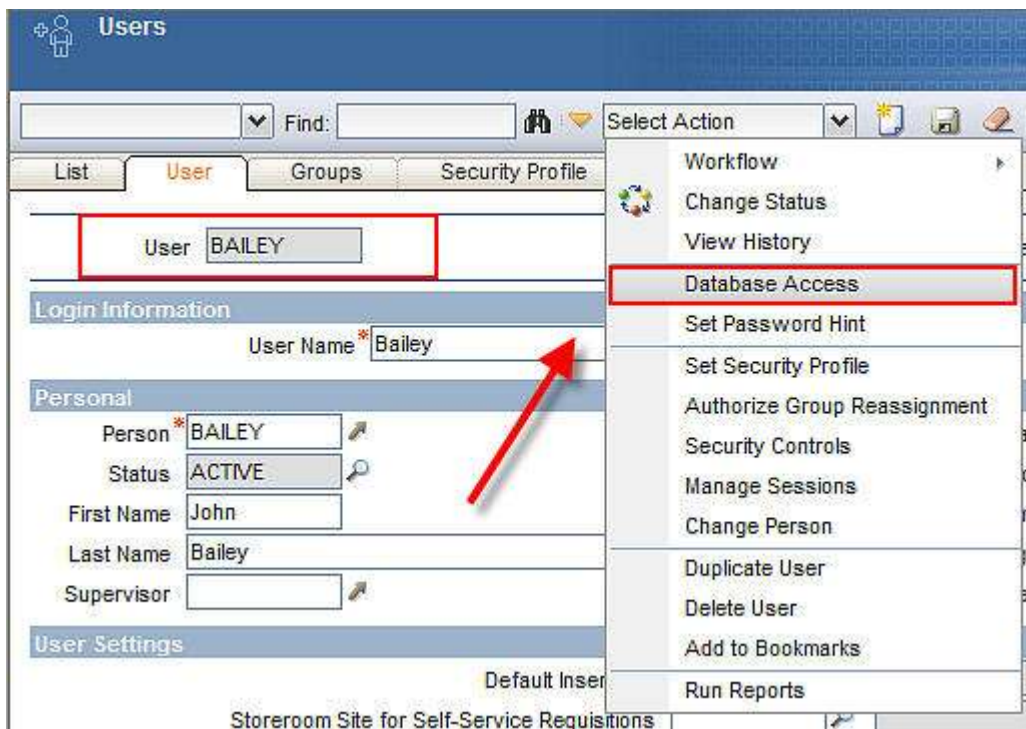 Users
Find:
Select Action
List User Groups Security Profile
User BAILEY
Login Information
User Name* Bailey
Personal
Person* BAILEY
Status ACTIVE
First Name John
Last Name Bailey
Supervisor
User Settings
Default Inser
Storeroom Site for Self-Service Requisitions
Workflow
Change Status
View History
Database Access
Set Password Hint
Set Security Profile
Authorize Group Reassignment
Security Controls
Manage Sessions
Change Person
Duplicate User
Delete User
Add to Bookmarks
Run Reports